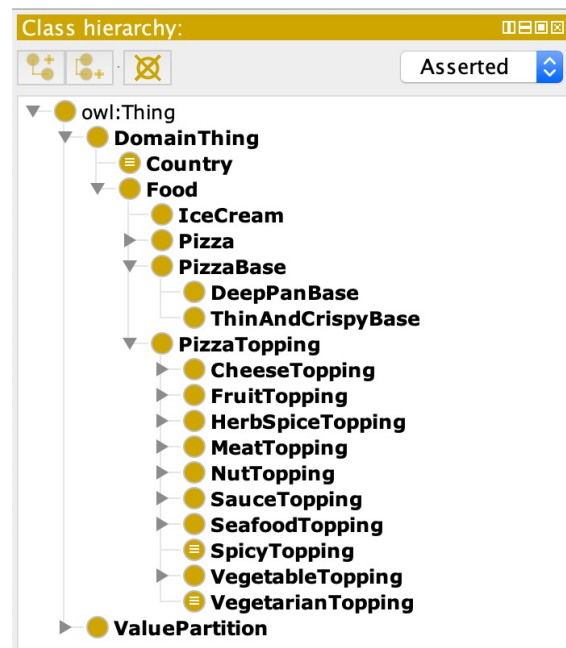 Class hierarchy:
Asserted
owl:Thing
DomainThing
Country
Food
IceCream
Pizza
PizzaBase
DeepPanBase
ThinAndCrispyBase
PizzaTopping
CheeseTopping
FruitTopping
HerbSpiceTopping
MeatTopping
NutTopping
SauceTopping
SeafoodTopping
SpicyTopping
VegetableTopping
VegetarianTopping
ValuePartition